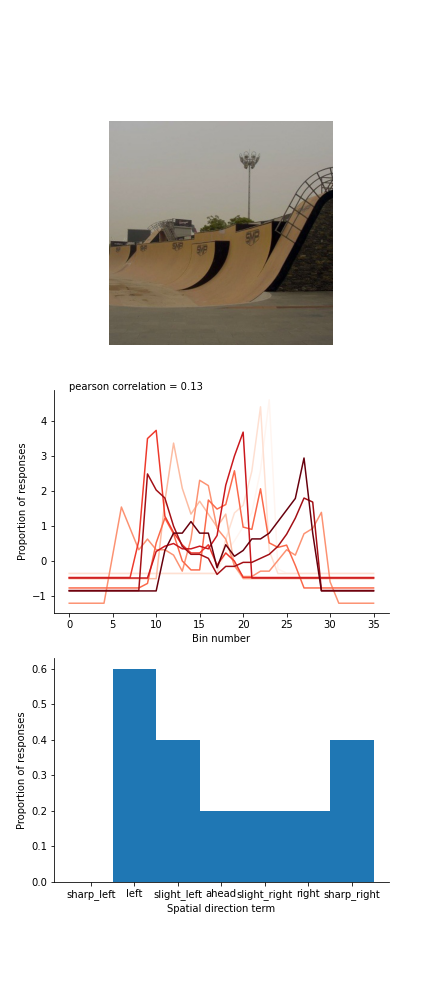 pearson correlation = 0.13
Proportion of responses
4
3
2
1
0
−1
0 5 10 15 20 25 30 35
Bin number
Proportion of responses
0.6
0.5
0.4
0.3
0.2
0.1
0.0
sharp_left left slight_left ahead slight_right right sharp_right
Spatial direction term